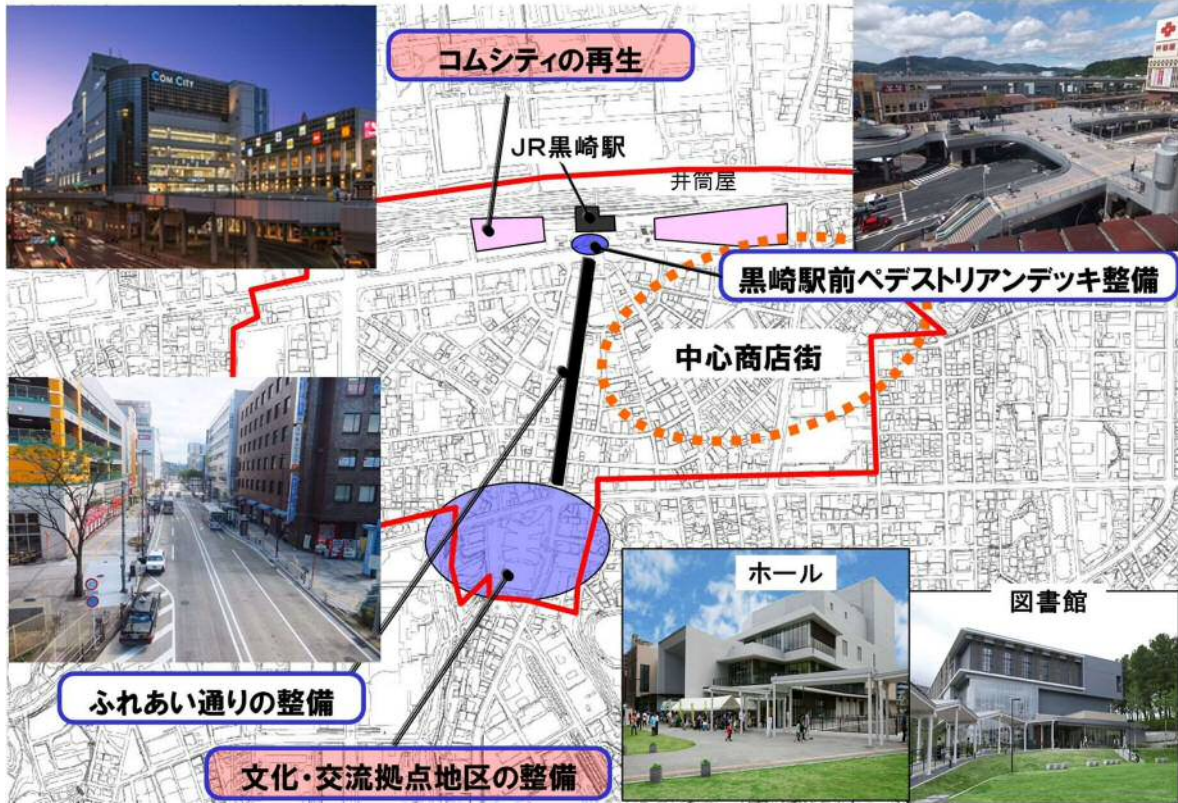 コムシティの再生
COM CITY
JR黒崎駅
井筒屋
黒崎駅前ペデストリアンデッキ整備
中心商店街
ホール
図書館
ふれあい通りの整備
文化・交流拠点地区の整備